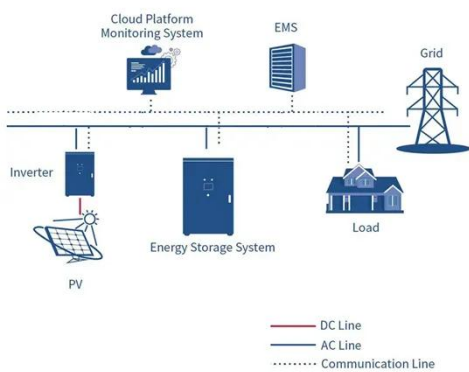 Cloud Platform
Monitoring System
EMS
Grid
Inverter
Energy Storage System
Load
PV
DC Line
AC Line
Communication Line